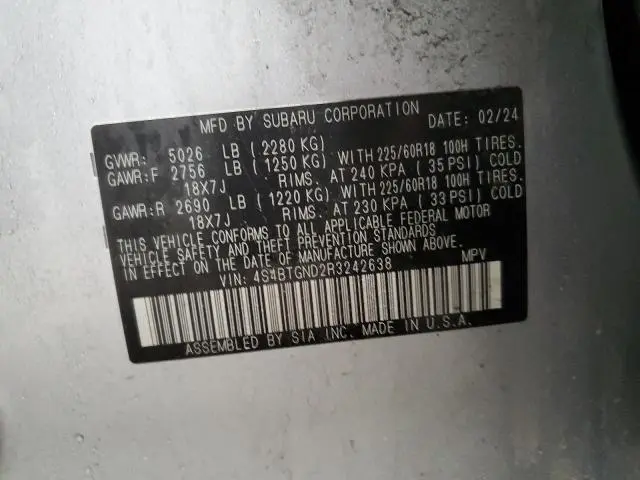 MFD BY SUBARU CORPORATION DATE: 02/24
GVWR: 5026 LB (2280 KG)
GAWR:F 2756 LB (1250 KG) WITH 225/60R18 100H TIRES.
18X7J RIMS. AT 240 KPA (35 PSI) COLD
GAWR:R 2690 LB (1220 KG) WITH 225/60R18 100H TIRES.
18X7J RIMS. AT 230 KPA (33 PSI) COLD
THIS VEHICLE CONFORMS TO ALL APPLICABLE FEDERAL MOTOR
VEHICLE SAFETY AND THEFT PREVENTION STANDARDS
IN EFFECT ON THE DATE OF MANUFACTURE SHOWN ABOVE.
VIN: 4S4BTGND2R3242638 MPV
ASSEMBLED BY SIA INC. MADE IN U.S.A.